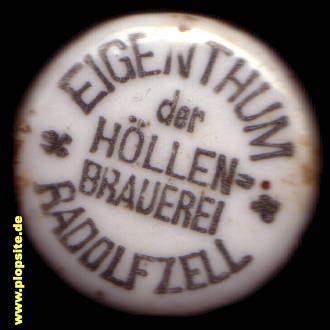 EIGENTHUM
der
HÖLLEN=
BRAUEREI
RADOLFZELL
www.plopsite.de